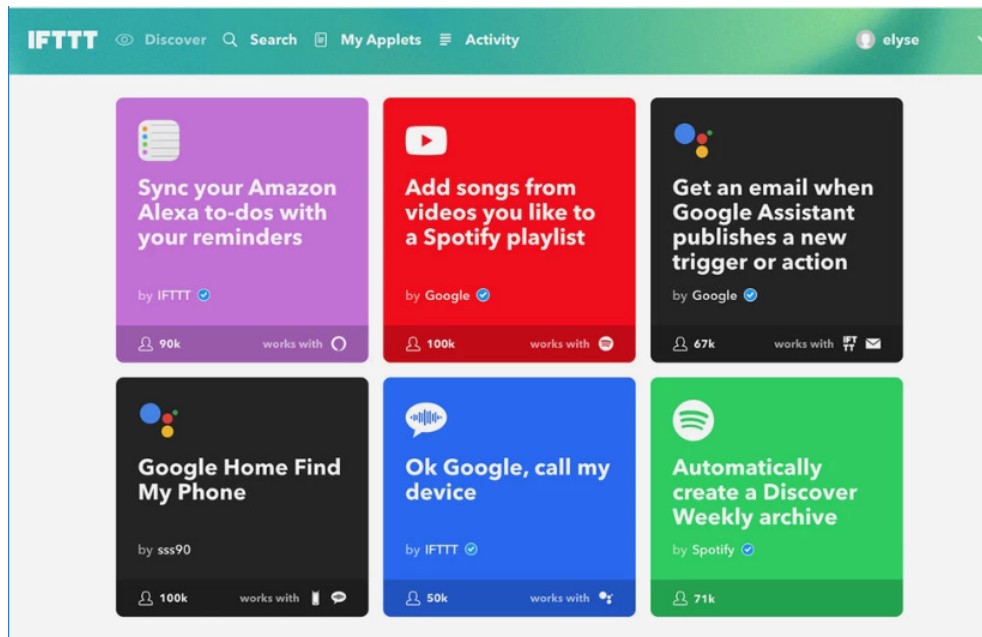 IFTTT Discover Search My Applets Activity elyse
Sync your Amazon
Alexa to-dos with
your reminders
by IFTTT
90k works with
Add songs from
videos you like to
a Spotify playlist
by Google
100k works with
Get an email when
Google Assistant
publishes a new
trigger or action
by Google
67k works with IFTTT
Google Home Find
My Phone
by sss90
100k works with
Ok Google, call my
device
by IFTTT
50k works with
Automatically
create a Discover
Weekly archive
by Spotify
71k